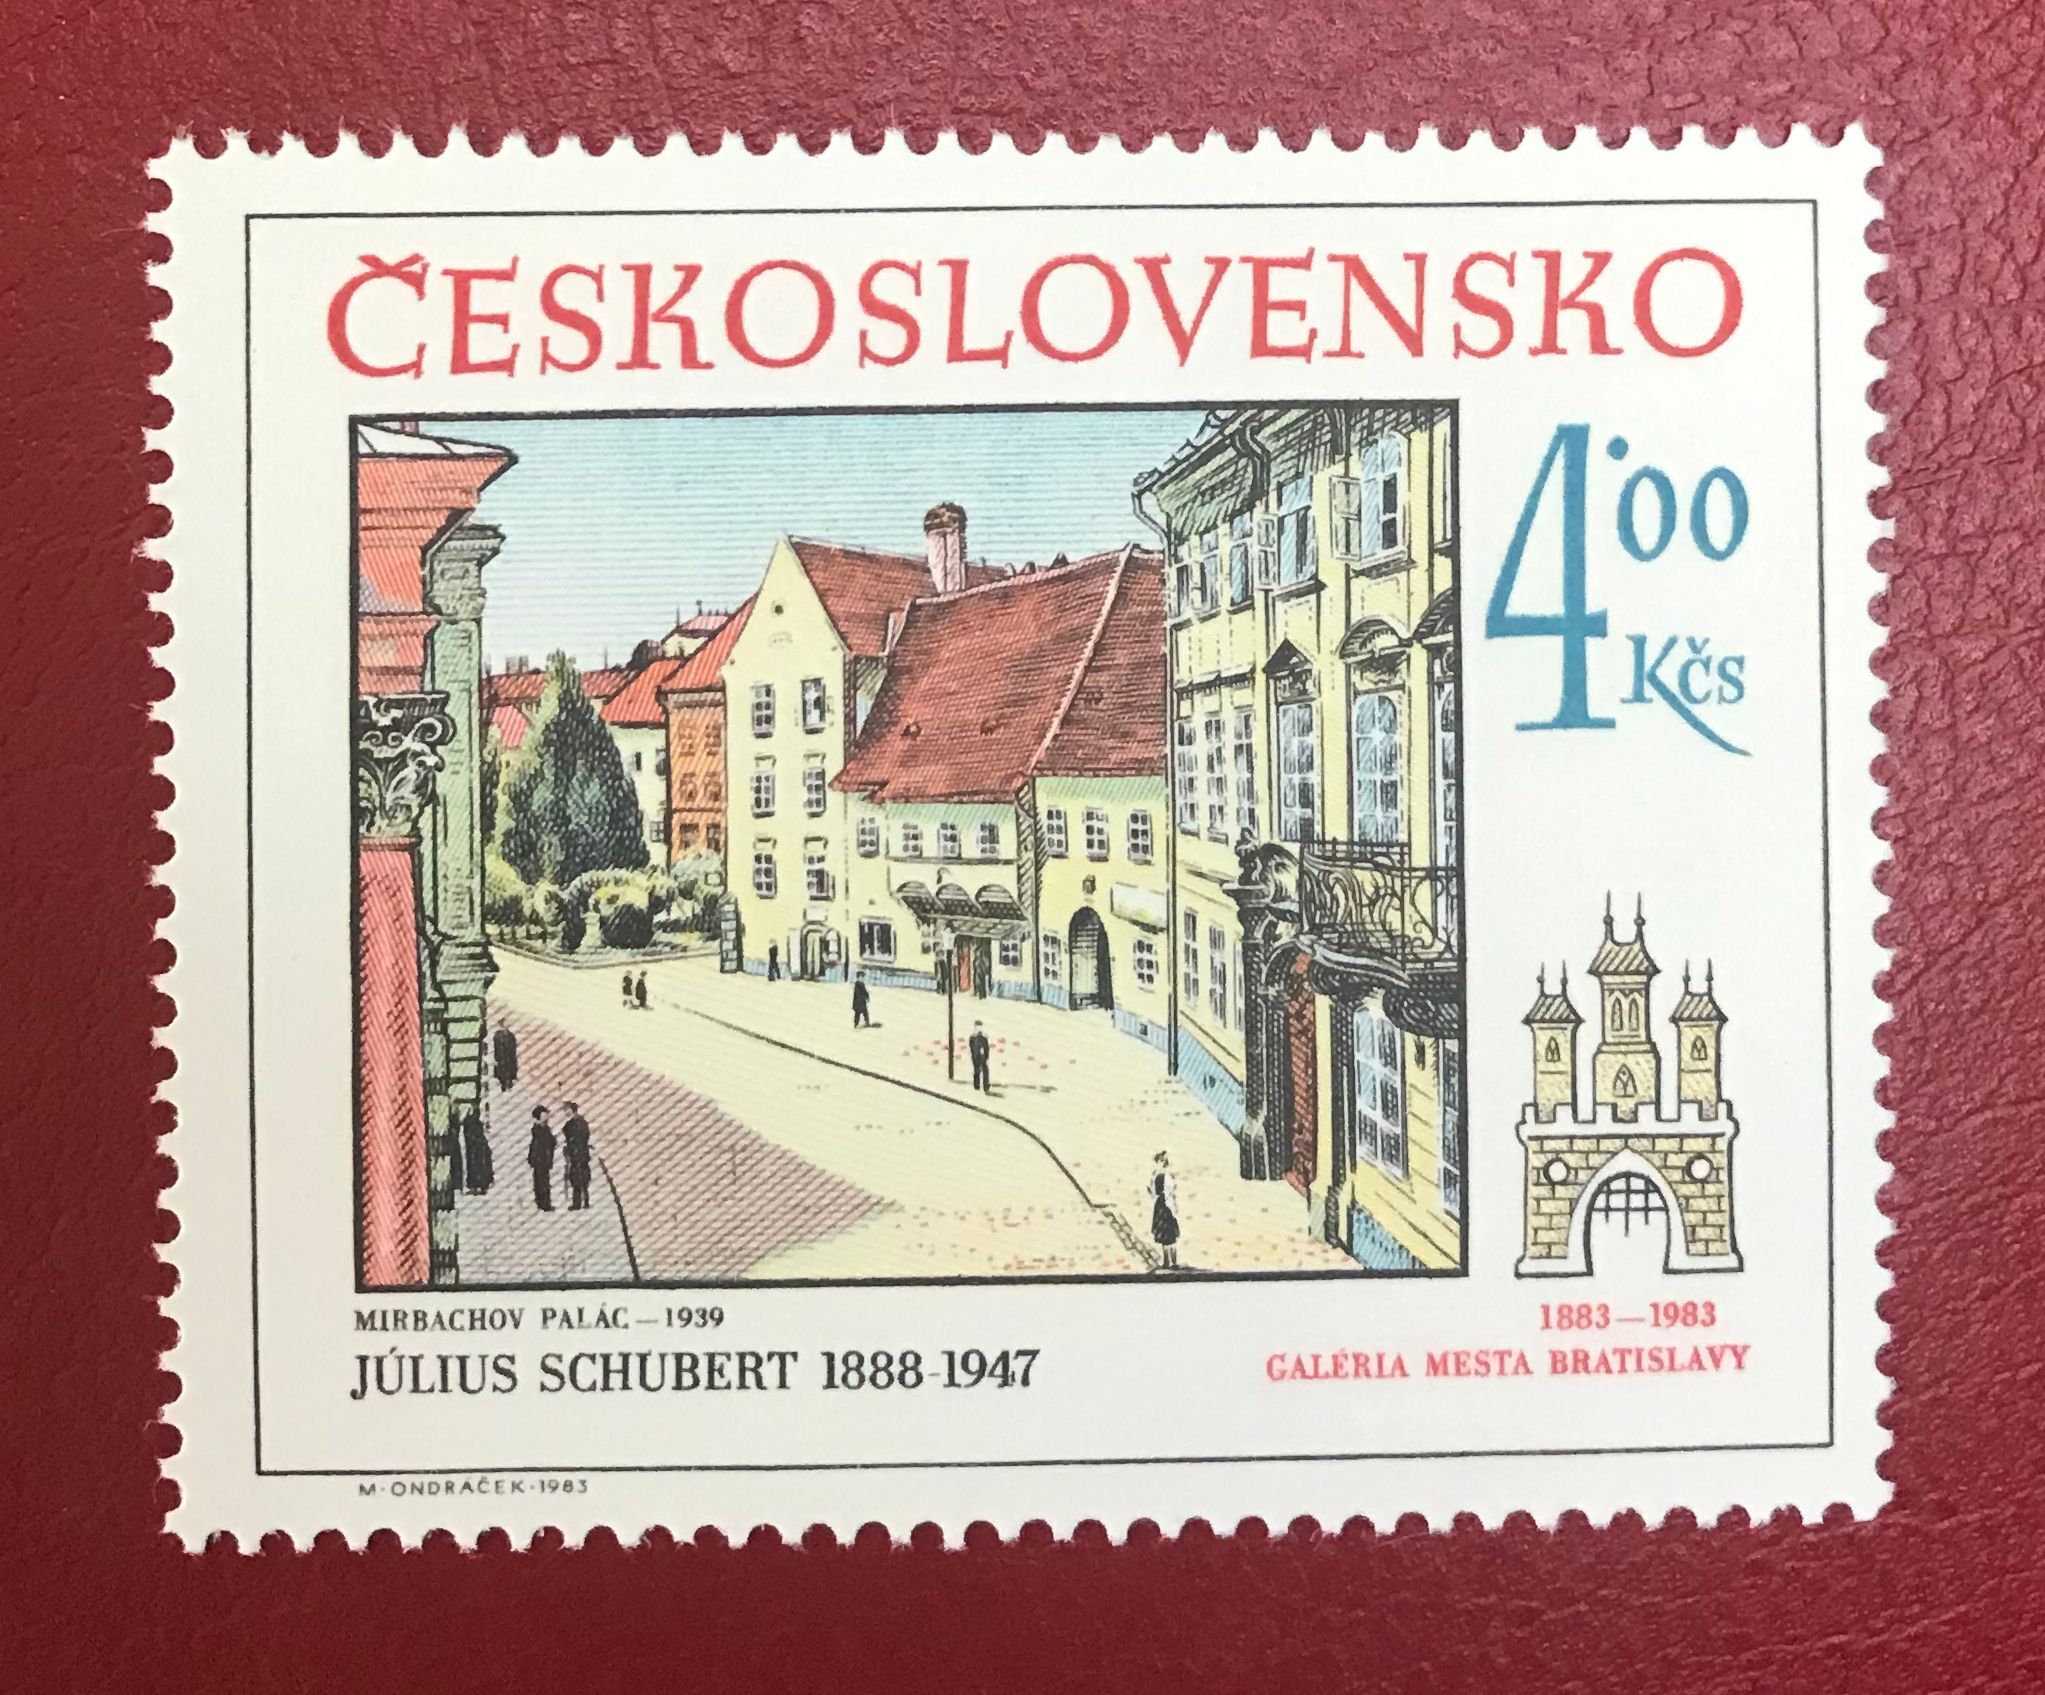 ČESKOSLOVENSKO
4.00
Kčs
MIRBACHOV PALÁC—1939
JÚLIUS SCHUBERT 1888-1947
1883—1983
GALÉRIA MESTA BRATISLAVY
M·ONDRÁČEK·1983